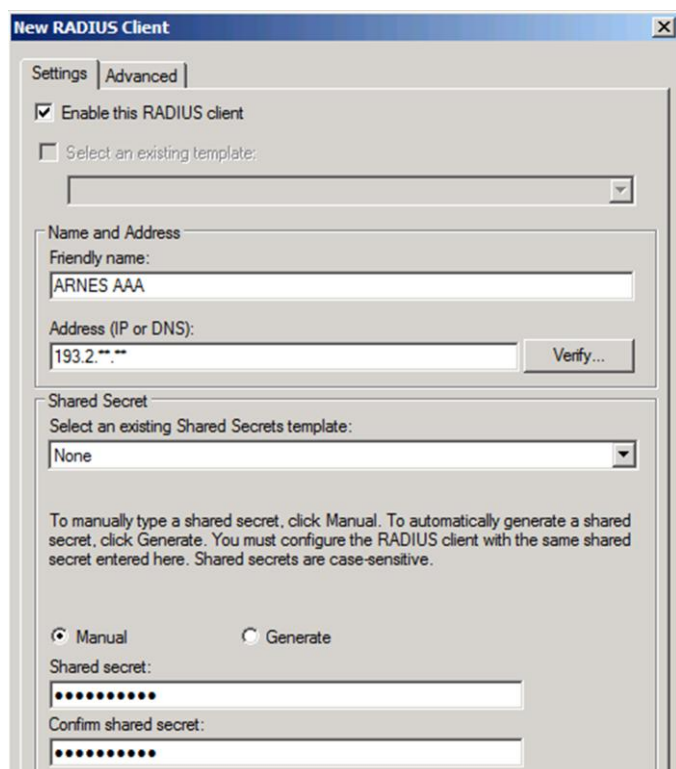 New RADIUS Client
Settings
Advanced
Enable this RADIUS client
Select an existing template:
Name and Address
Friendly name:
ARNES AAA
Address (IP or DNS):
193.2.**.**
Verify...
Shared Secret
Select an existing Shared Secrets template:
None
To manually type a shared secret, click Manual. To automatically generate a shared
secret, click Generate. You must configure the RADIUS client with the same shared
secret entered here. Shared secrets are case-sensitive.
Manual
Generate
Shared secret:
●●●●●●●●●●
Confirm shared secret:
●●●●●●●●●●